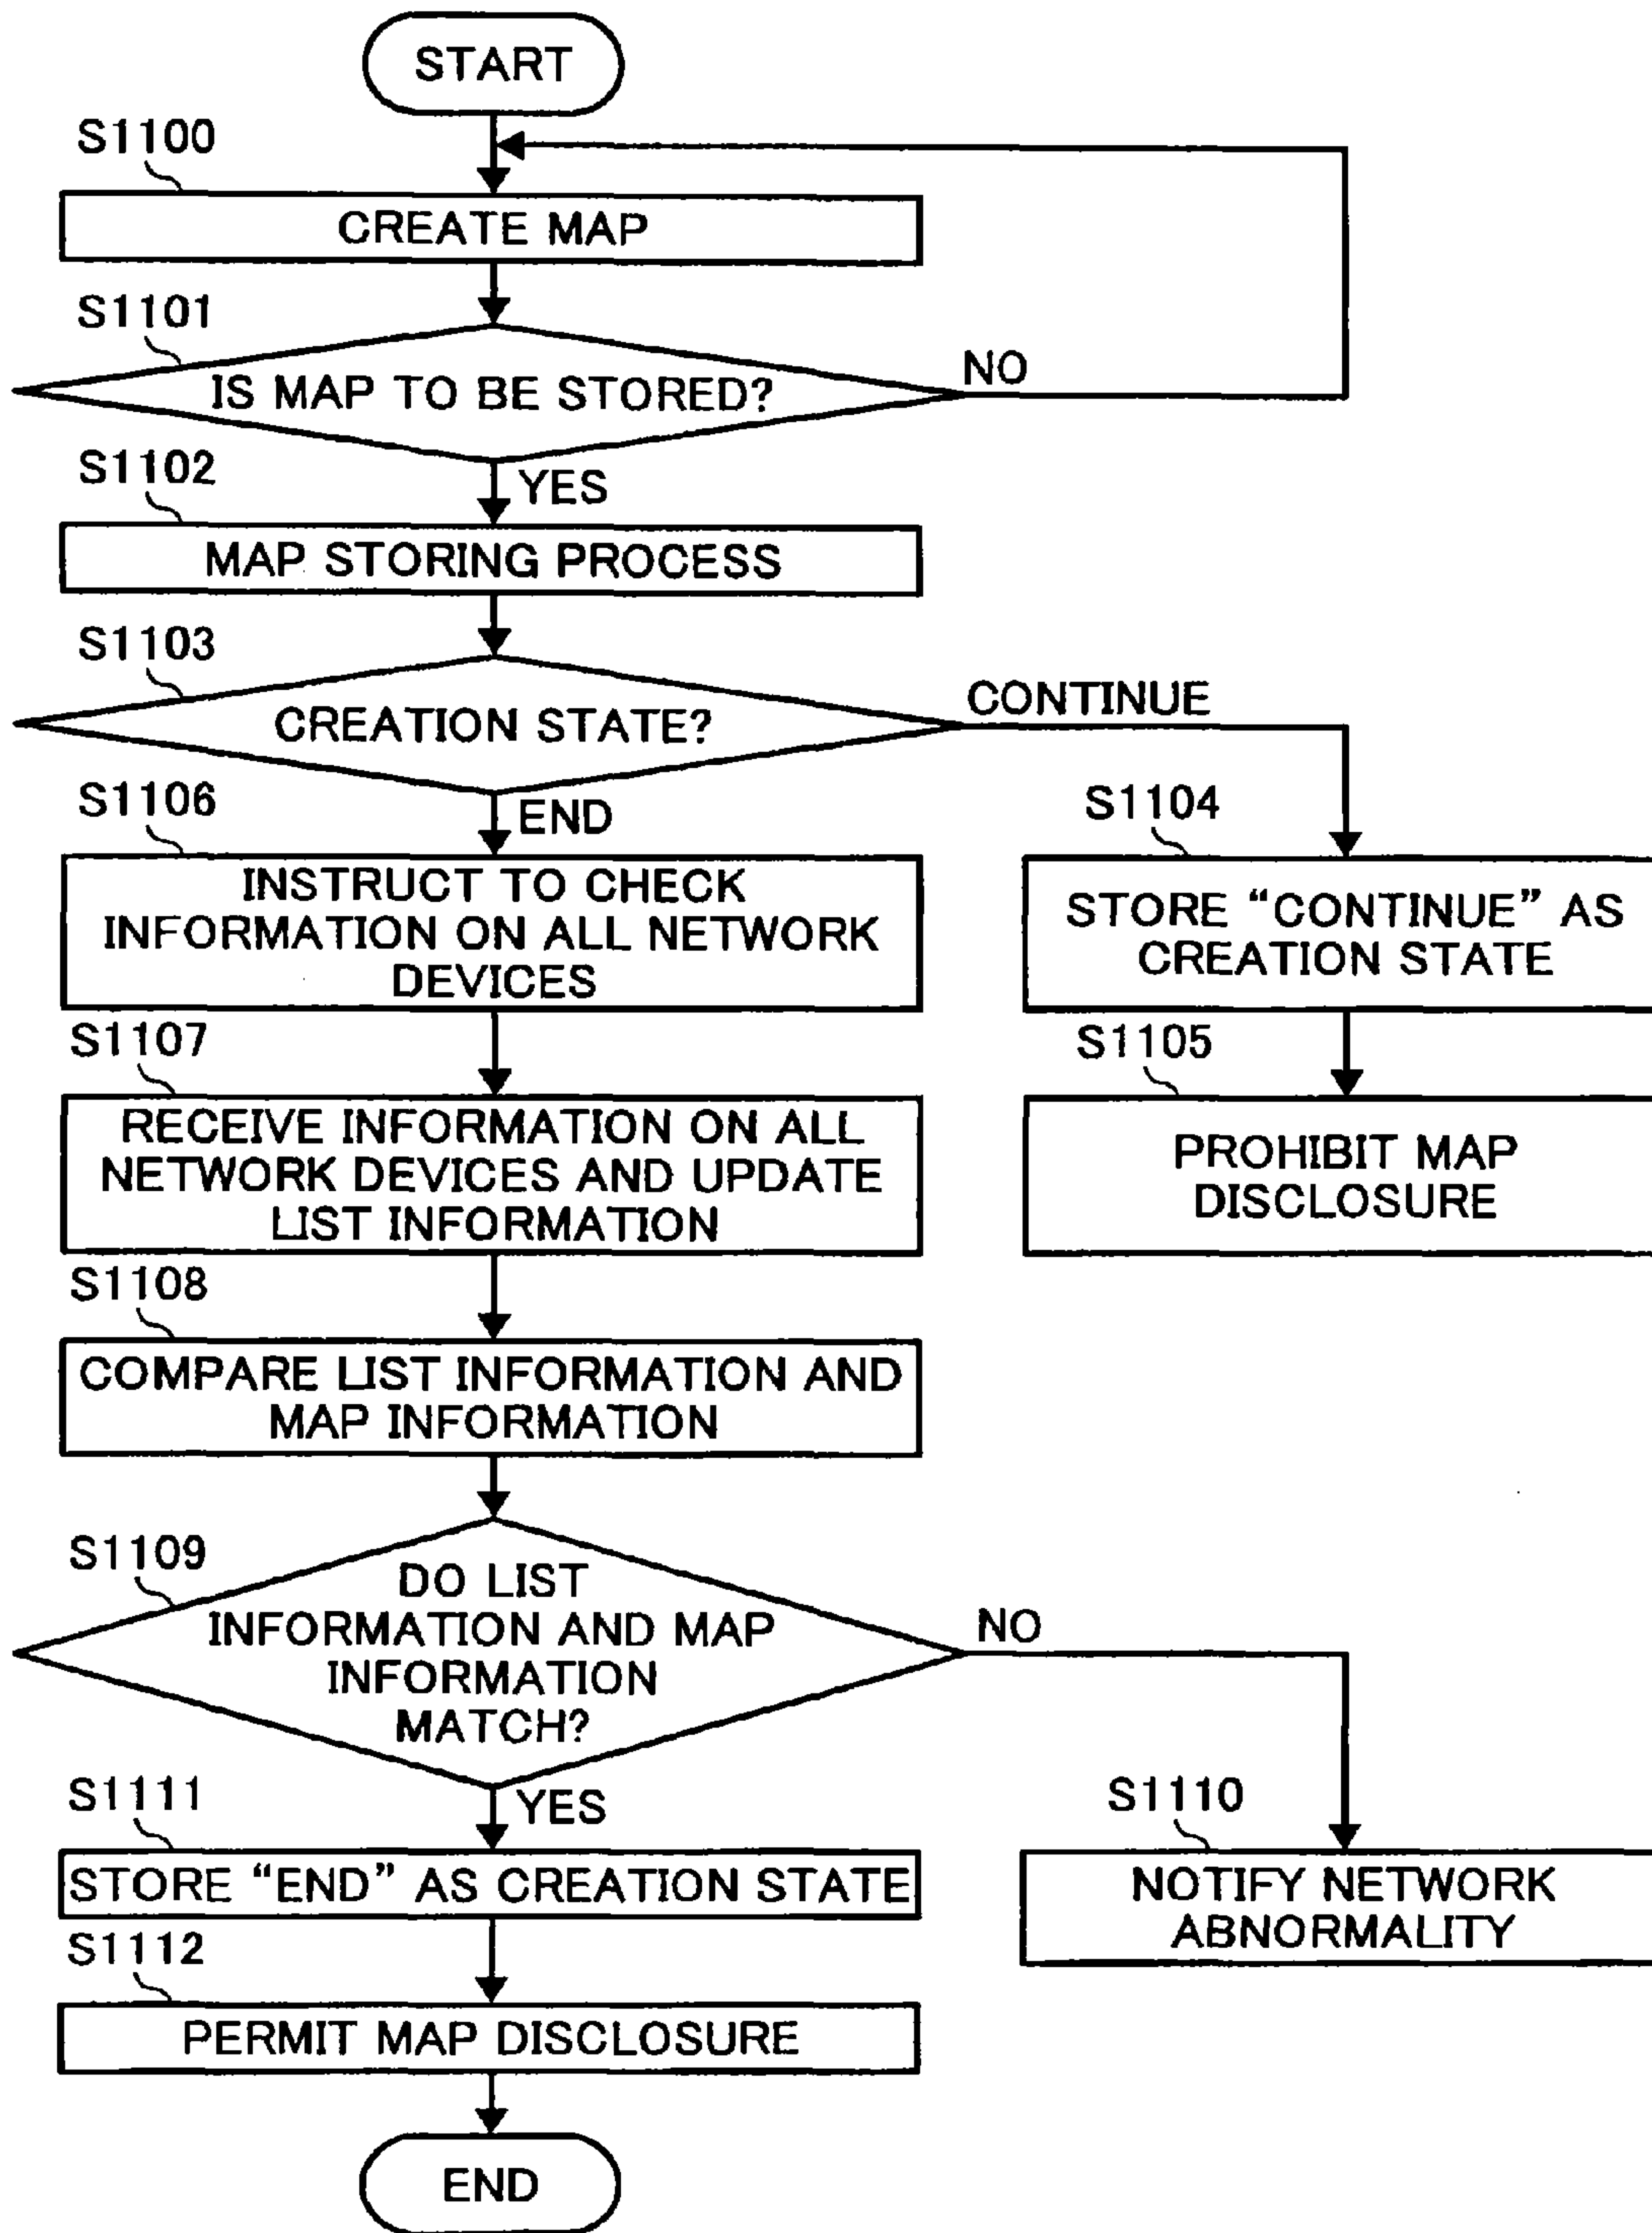 START
S1100
CREATE MAP
S1101
IS MAP TO BE STORED?
NO
S1102
YES
MAP STORING PROCESS
S1103
CREATION STATE?
CONTINUE
S1106
END
INSTRUCT TO CHECK
INFORMATION ON ALL NETWORK
DEVICES
S1104
STORE “CONTINUE” AS
CREATION STATE
S1107
RECEIVE INFORMATION ON ALL
NETWORK DEVICES AND UPDATE
LIST INFORMATION
S1105
PROHIBIT MAP
DISCLOSURE
S1108
COMPARE LIST INFORMATION AND
MAP INFORMATION
S1109
DO LIST
INFORMATION AND MAP
INFORMATION
MATCH?
NO
S1111
YES
STORE “END” AS CREATION STATE
S1110
NOTIFY NETWORK
ABNORMALITY
S1112
PERMIT MAP DISCLOSURE
END